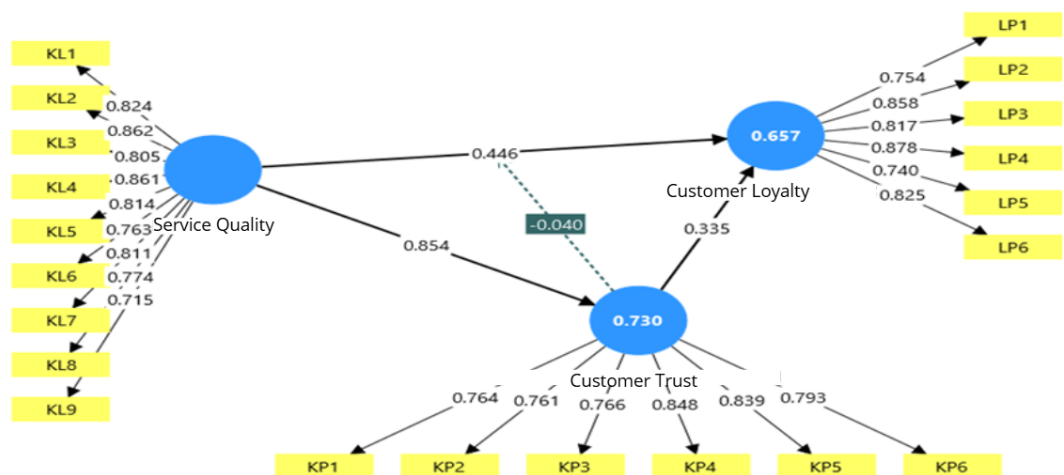 KL1
KL2
KL3
KL4
KL5
KL6
KL7
KL8
KL9
0.824
0.862
0.805
0.861
0.814
0.763
0.811
0.774
0.715
Service Quality
0.446
0.854
-0.040
0.335
0.657
Customer Loyalty
0.754
0.858
0.817
0.878
0.740
0.825
LP1
LP2
LP3
LP4
LP5
LP6
0.730
Customer Trust
0.764
0.761
0.766
0.848
0.839
0.793
KP1
KP2
KP3
KP4
KP5
KP6